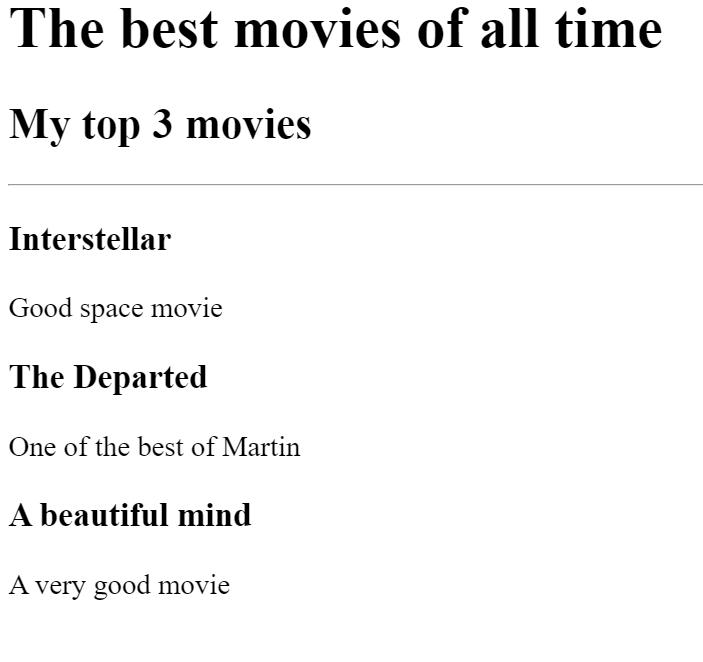 The best movies of all time
My top 3 movies
Interstellar
Good space movie
The Departed
One of the best of Martin
A beautiful mind
A very good movie